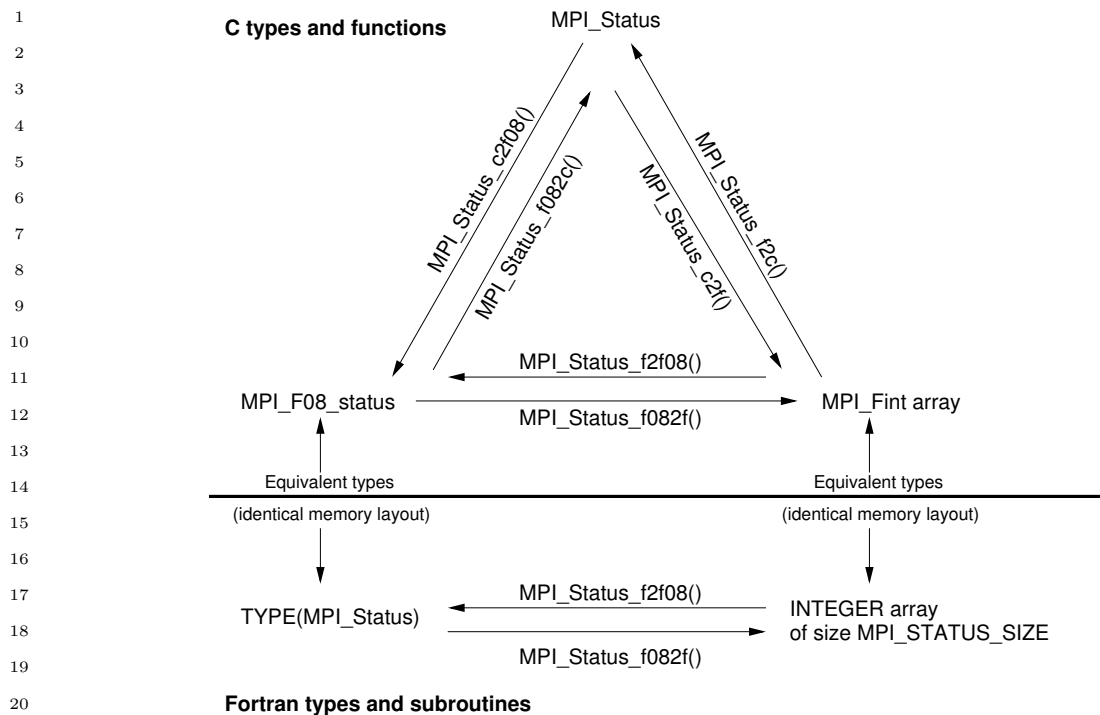 1
C types and functions
MPI_Status
2
3
4
5
6
7
8
9
10
11
12
13
14
15
16
17
18
19
20
MPI_Status_c2f08()
MPI_Status_f082c()
MPI_Status_c2f()
MPI_Status_f2c()
MPI_Status_f2f08()
MPI_F08_status
MPI_Status_f082f()
MPI_Fint array
Equivalent types
Equivalent types
(identical memory layout)
(identical memory layout)
MPI_Status_f2f08()
TYPE(MPI_Status)
INTEGER array
of size MPI_STATUS_SIZE
MPI_Status_f082f()
Fortran types and subroutines